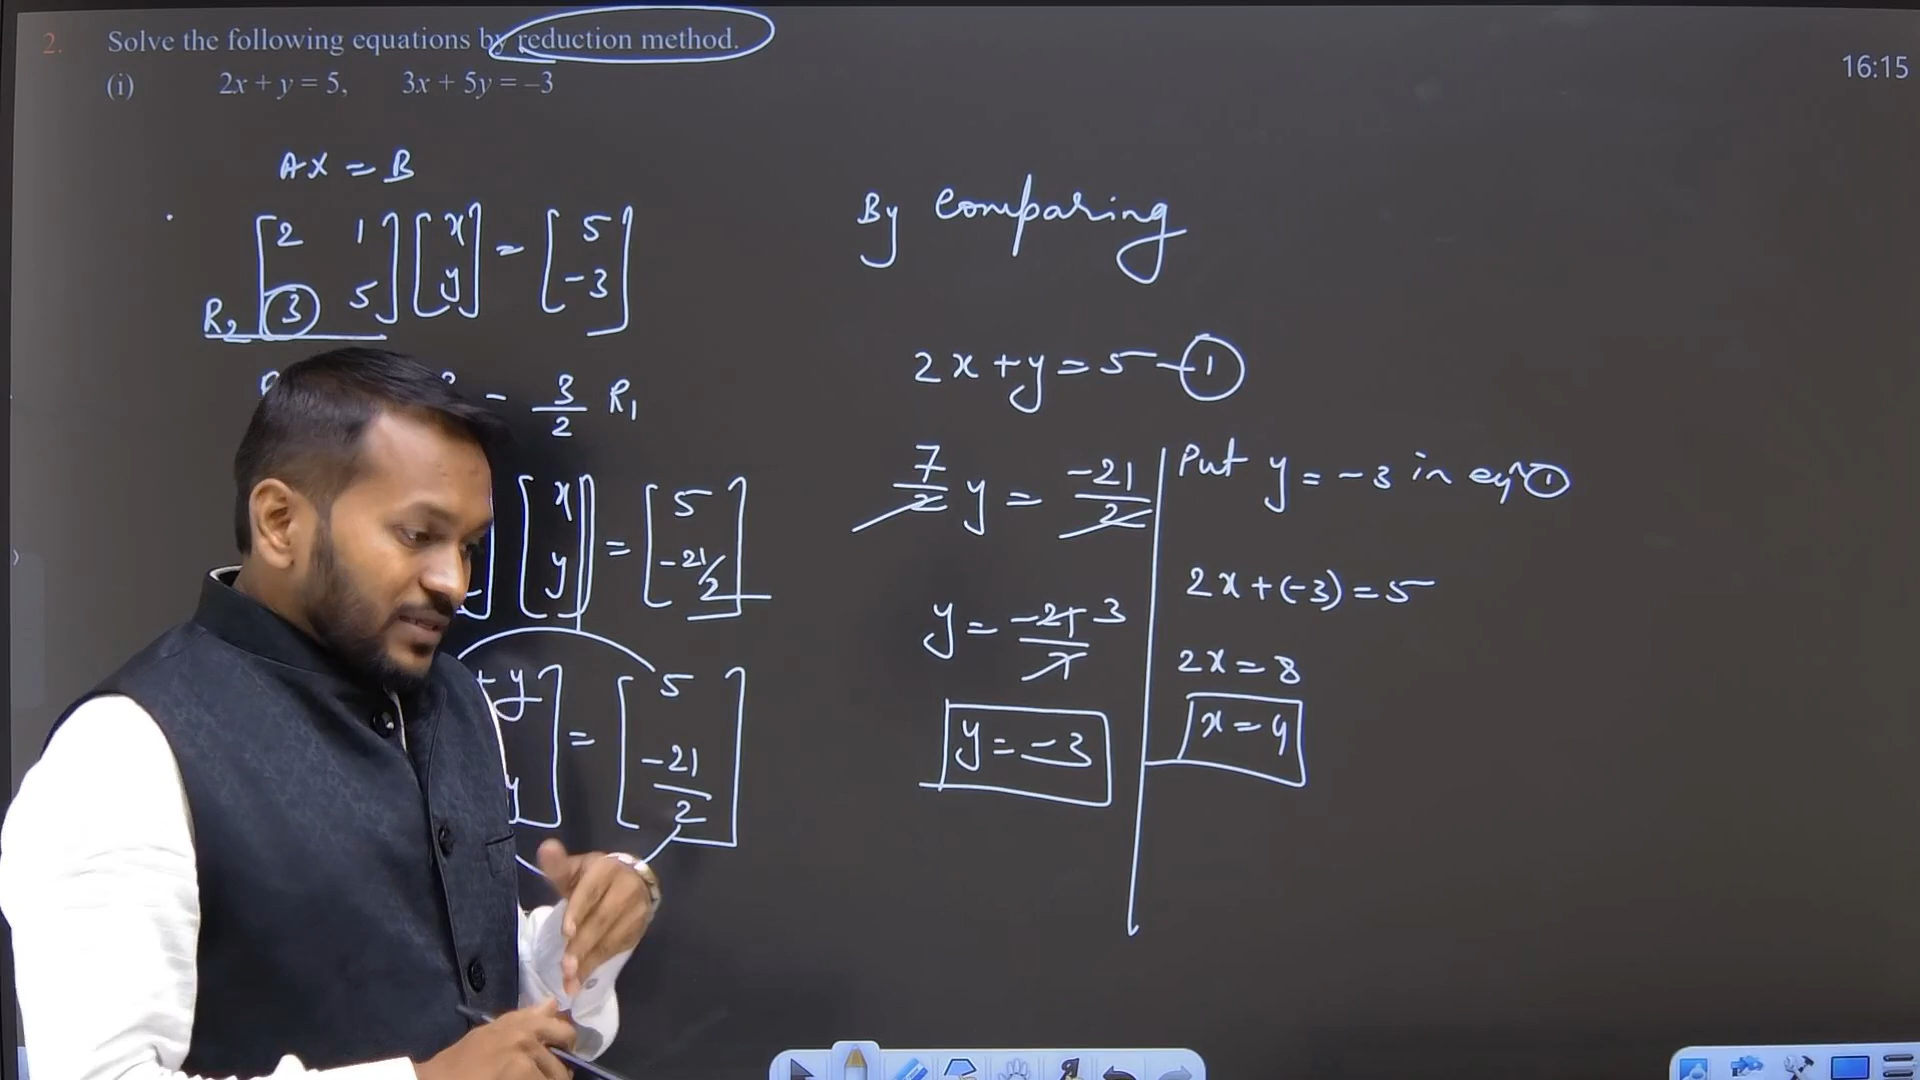 2. Solve the following equations by reduction method.
(i) 2x + y = 5, 3x + 5y = –3
16:15
AX = B
[2 1
3 5] [x
y] = [5
-3]
R2
- 3/2 R1
[x
y] = [5
-21/2]
+ y
y] = [5
-21/2]
By comparing
2x + y = 5 - 1
7/2 y = -21/2
y = -21/7 -3
y = -3
Put y = -3 in eqn 1
2x + (-3) = 5
2x = 8
x = 4